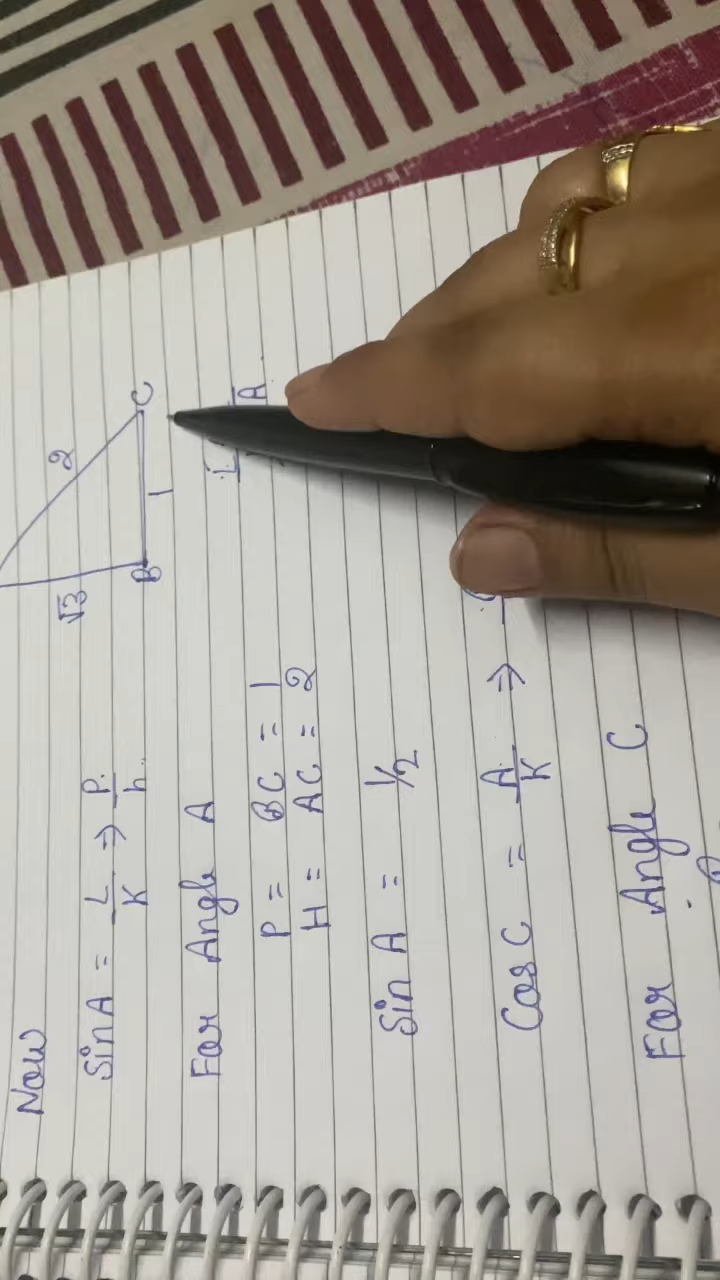 Now
2
√3
B
1
C
Sin A = L/K ⇒ P/h
For Angle A
P = BC = 1
H = AC = 2
L
A
Sin A = 1/2
Cos C = A/K ⇒
For Angle C